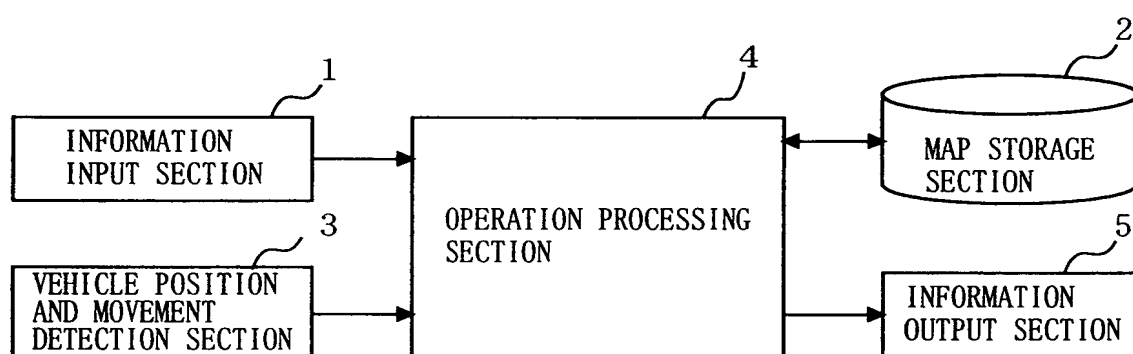 1
INFORMATION
INPUT SECTION
3
VEHICLE POSITION
AND MOVEMENT
DETECTION SECTION
4
OPERATION PROCESSING
SECTION
2
MAP STORAGE
SECTION
5
INFORMATION
OUTPUT SECTION